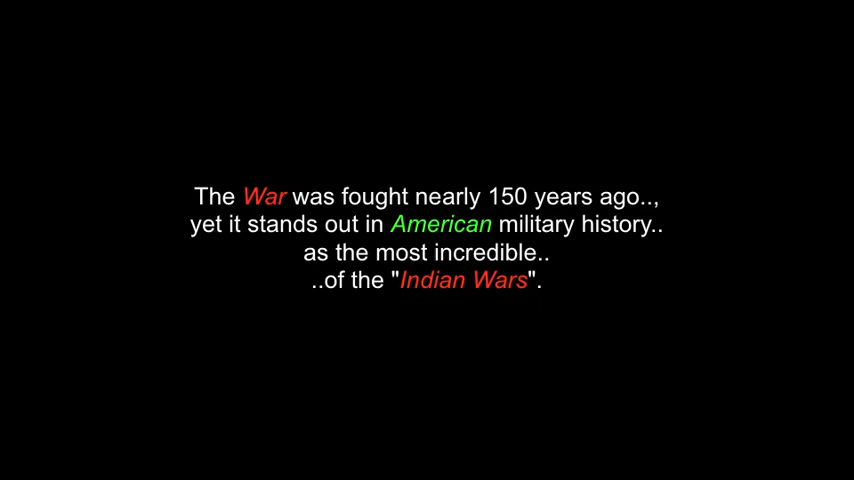 The War was fought nearly 150 years ago..,
yet it stands out in American military history..
as the most incredible..
..of the "Indian Wars".